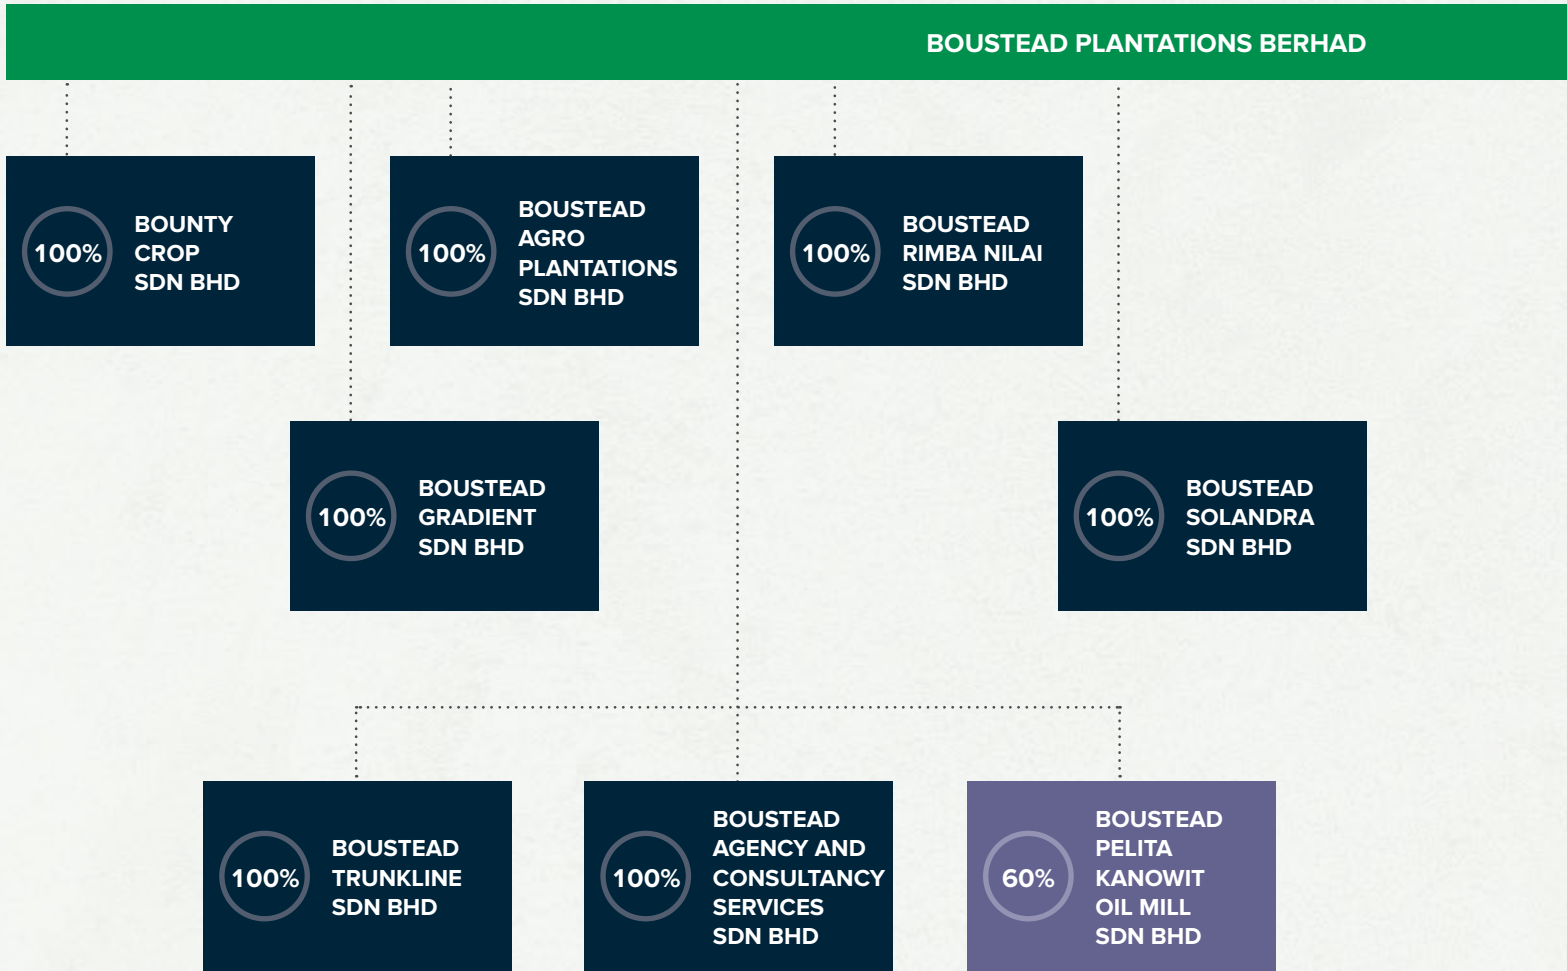 BOUSTEAD PLANTATIONS BERHAD
100%
BOUNTY
CROP
SDN BHD
100%
BOUSTEAD
AGRO
PLANTATIONS
SDN BHD
100%
BOUSTEAD
RIMBA NILAI
SDN BHD
100%
BOUSTEAD
GRADIENT
SDN BHD
100%
BOUSTEAD
SOLANDRA
SDN BHD
100%
BOUSTEAD
TRUNKLINE
SDN BHD
100%
BOUSTEAD
AGENCY AND
CONSULTANCY
SERVICES
SDN BHD
60%
BOUSTEAD
PELITA
KANOWIT
OIL MILL
SDN BHD